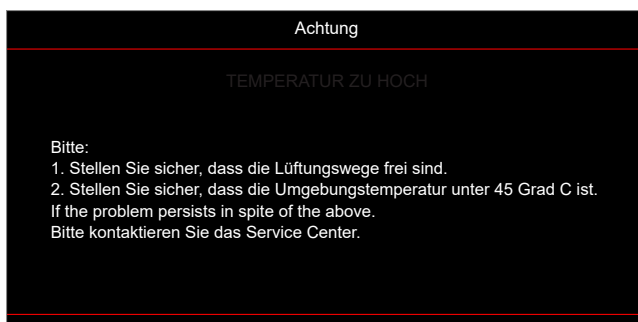 Achtung
TEMPERATUR ZU HOCH
Bitte:
1. Stellen Sie sicher, dass die Lüftungswege frei sind.
2. Stellen Sie sicher, dass die Umgebungstemperatur unter 45 Grad C ist.
If the problem persists in spite of the above.
Bitte kontaktieren Sie das Service Center.